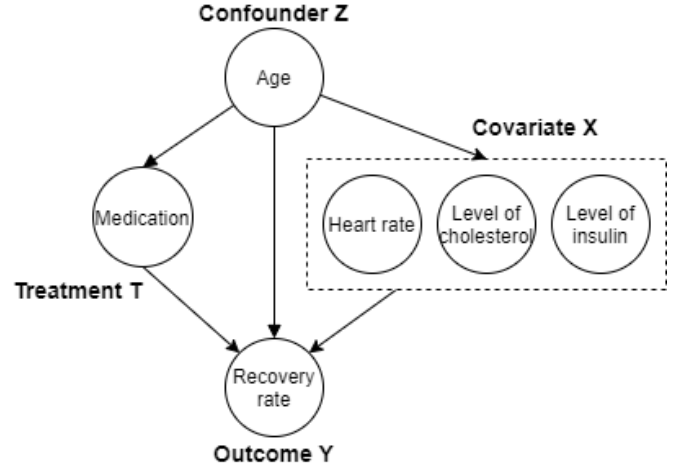 Confounder Z
Age
Covariate X
Medication
Heart rate
Level of
cholesterol
Level of
insulin
Treatment T
Recovery
rate
Outcome Y